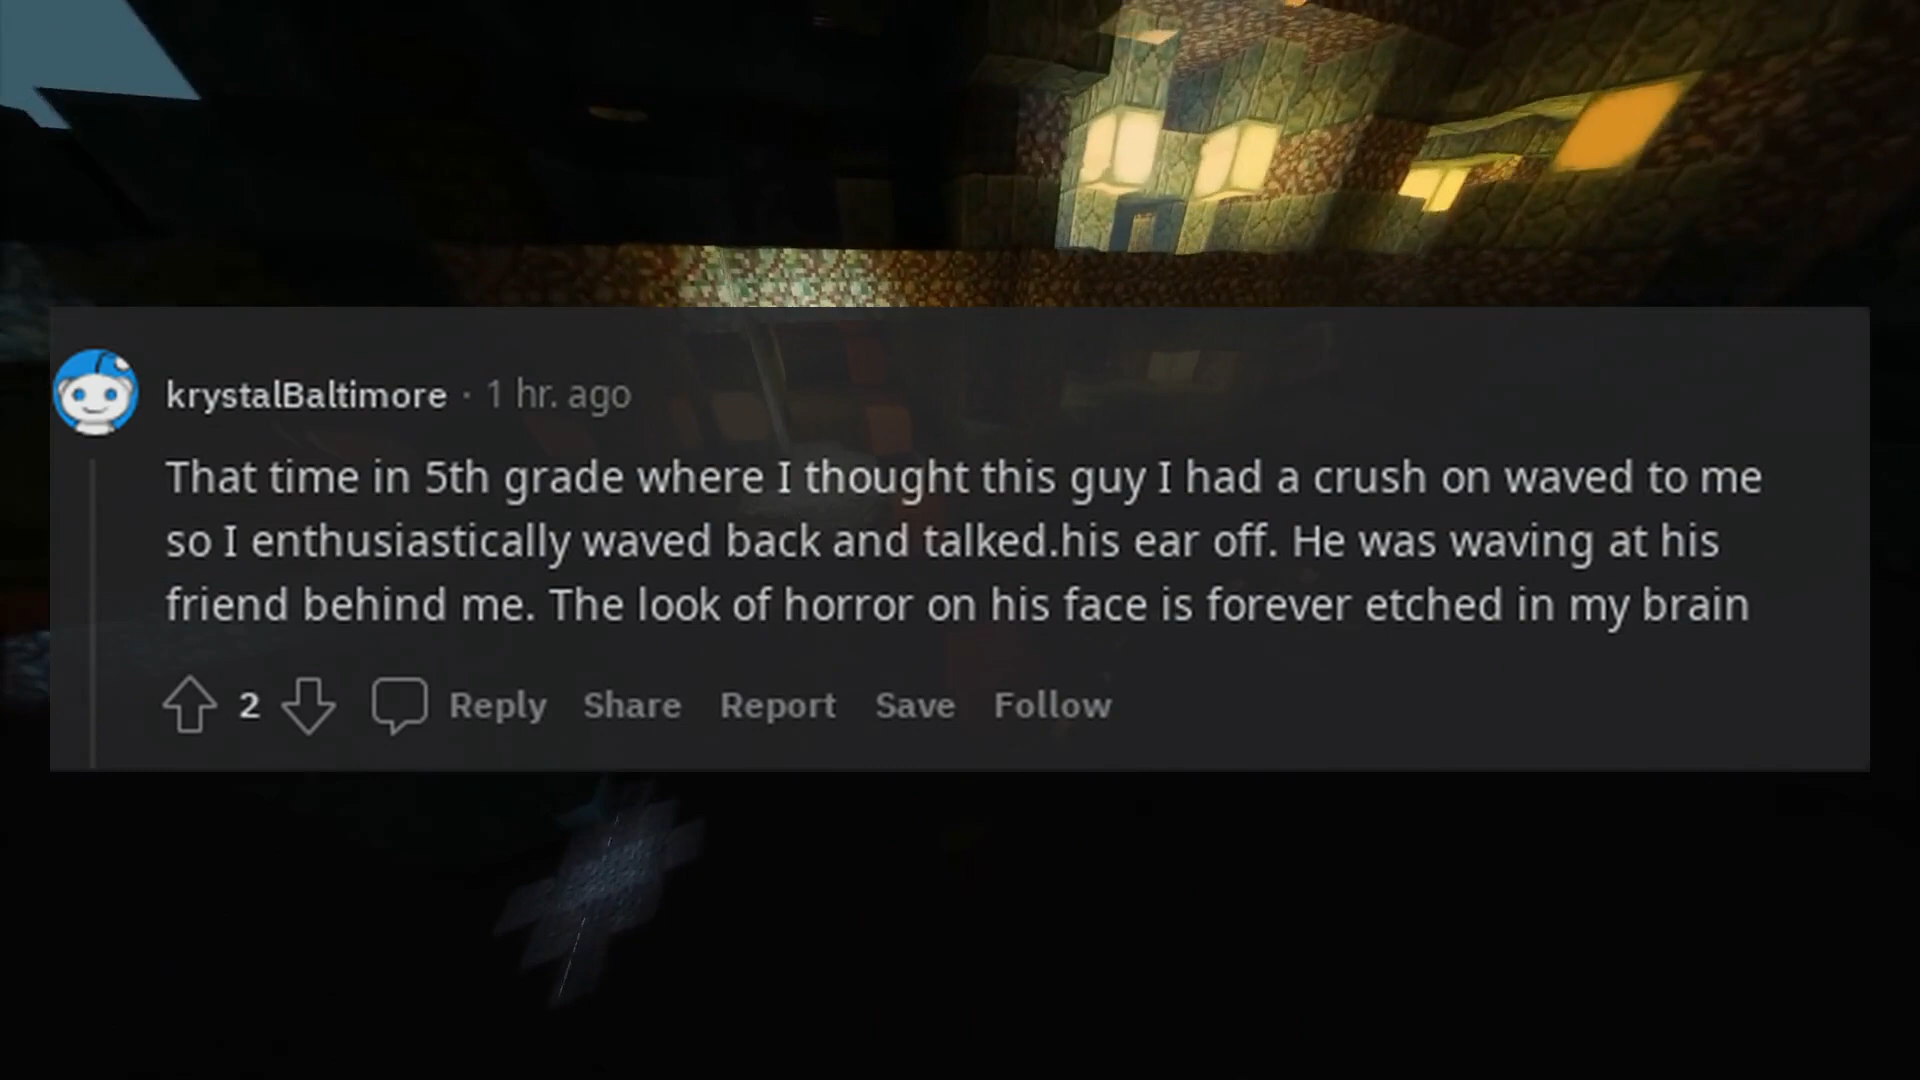 krystalBaltimore · 1 hr. ago
That time in 5th grade where I thought this guy I had a crush on waved to me
so I enthusiastically waved back and talked.his ear off. He was waving at his
friend behind me. The look of horror on his face is forever etched in my brain
2 Reply Share Report Save Follow